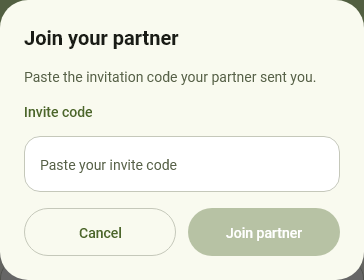 Join your partner
Paste the invitation code your partner sent you.
Invite code
Paste your invite code
Cancel
Join partner